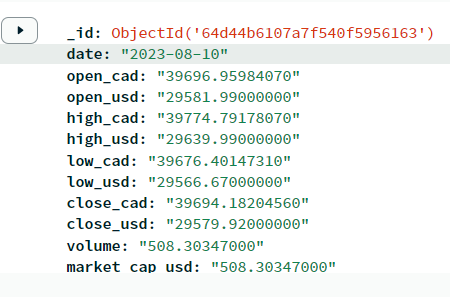 _id: ObjectId('64d44b6107a7f540f5956163')
date: "2023-08-10"
open_cad: "39696.95984070"
open_usd: "29581.99000000"
high_cad: "39774.79178070"
high_usd: "29639.99000000"
low_cad: "39676.40147310"
low_usd: "29566.67000000"
close_cad: "39694.18204560"
close_usd: "29579.92000000"
volume: "508.30347000"
market_cap_usd: "508.30347000"